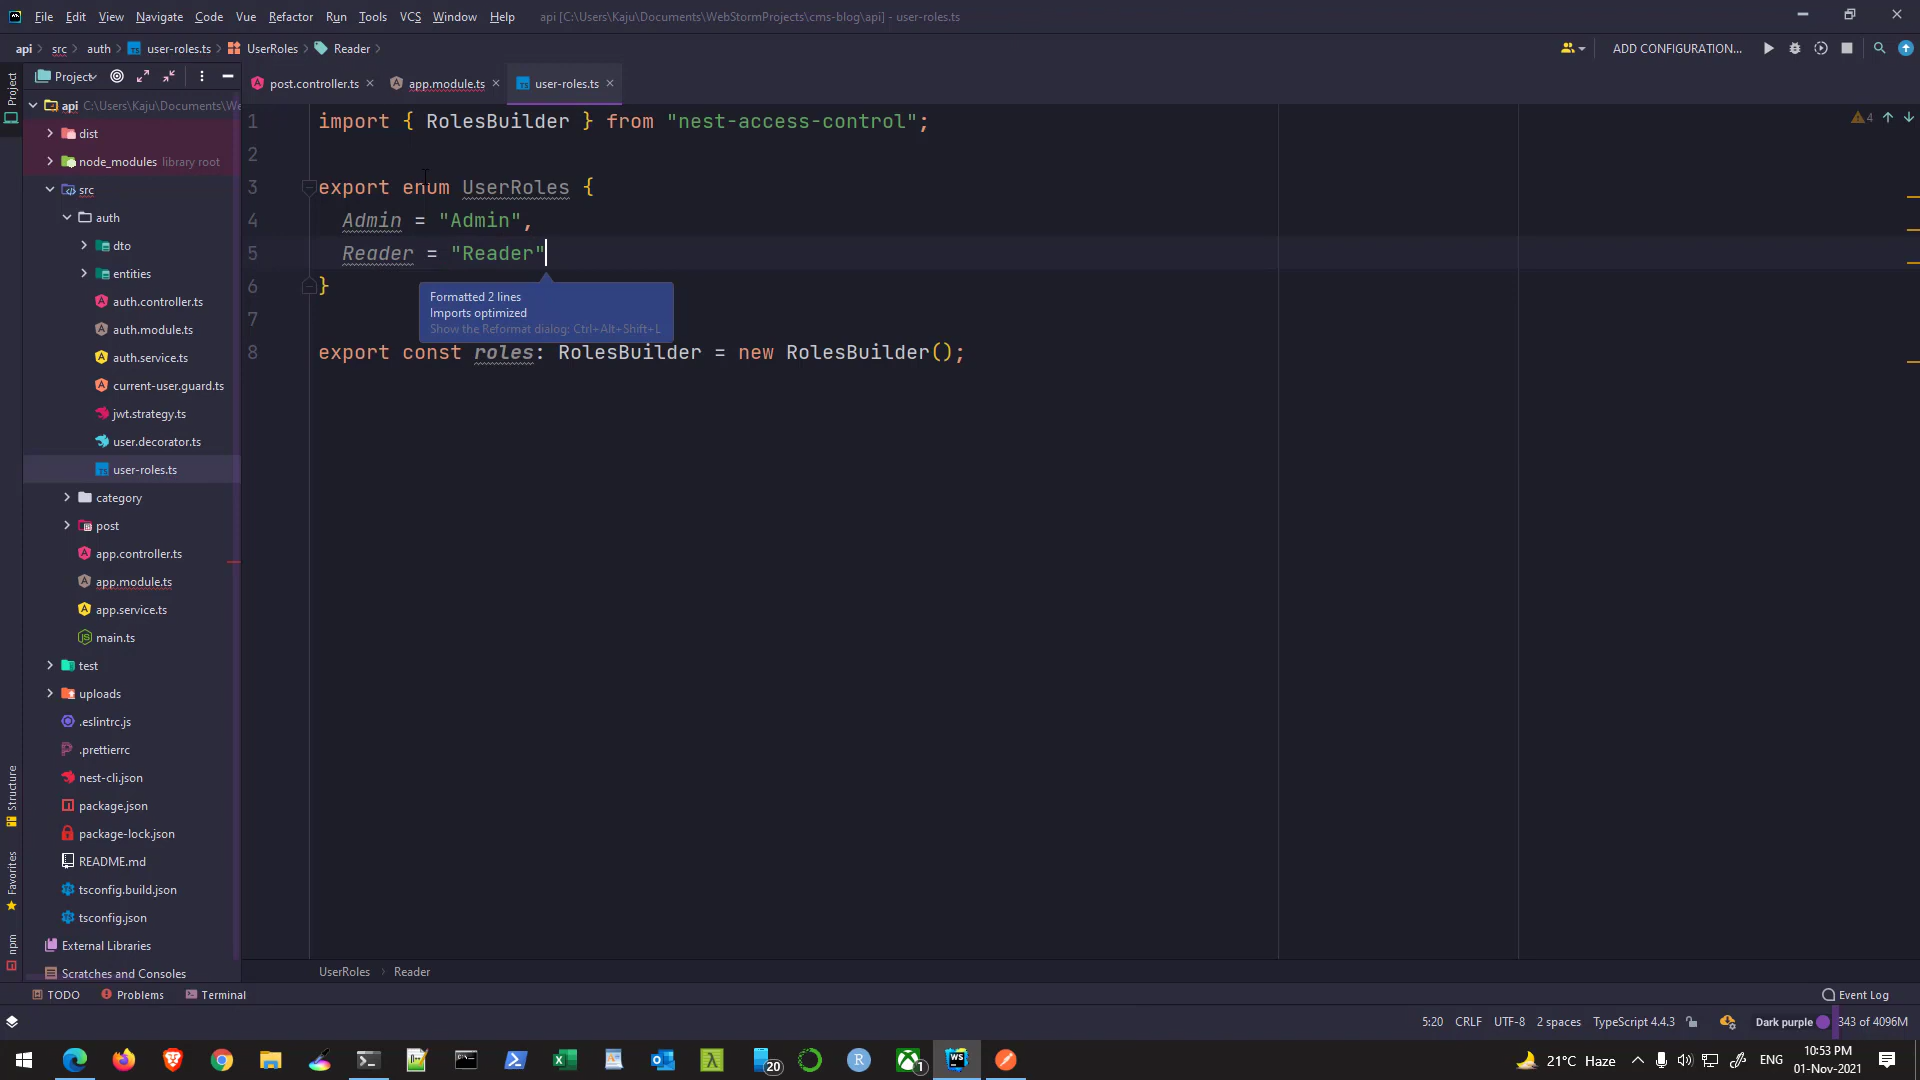 File Edit View Navigate Code Vue Refactor Run Tools VCS Window Help api [C:\Users\Kaju\Documents\WebStormProjects\cms-blog\api] - user-roles.ts
api src auth user-roles.ts UserRoles Reader ADD CONFIGURATION...
Project post.controller.ts app.module.ts user-roles.ts
Project
api C:\Users\Kaju\Documents\We
dist
node_modules library root
src
auth
dto
entities
auth.controller.ts
auth.module.ts
auth.service.ts
current-user.guard.ts
jwt.strategy.ts
user.decorator.ts
user-roles.ts
category
post
app.controller.ts
app.module.ts
app.service.ts
main.ts
test
uploads
.eslintrc.js
.prettierrc
nest-cli.json
package.json
package-lock.json
README.md
tsconfig.build.json
tsconfig.json
External Libraries
Scratches and Consoles
Structure
Favorites
npm
1 import { RolesBuilder } from "nest-access-control";
2
3 export enum UserRoles {
4 Admin = "Admin",
5 Reader = "Reader"
6 }
7
8 export const roles: RolesBuilder = new RolesBuilder();
4
Formatted 2 lines
Imports optimized
Show the Reformat dialog: Ctrl+Alt+Shift+L
UserRoles Reader
TODO Problems Terminal Event Log
5:20 CRLF UTF-8 2 spaces TypeScript 4.4.3 Dark purple 343 of 4096M
20 1 21°C Haze ENG 10:53 PM
01-Nov-2021